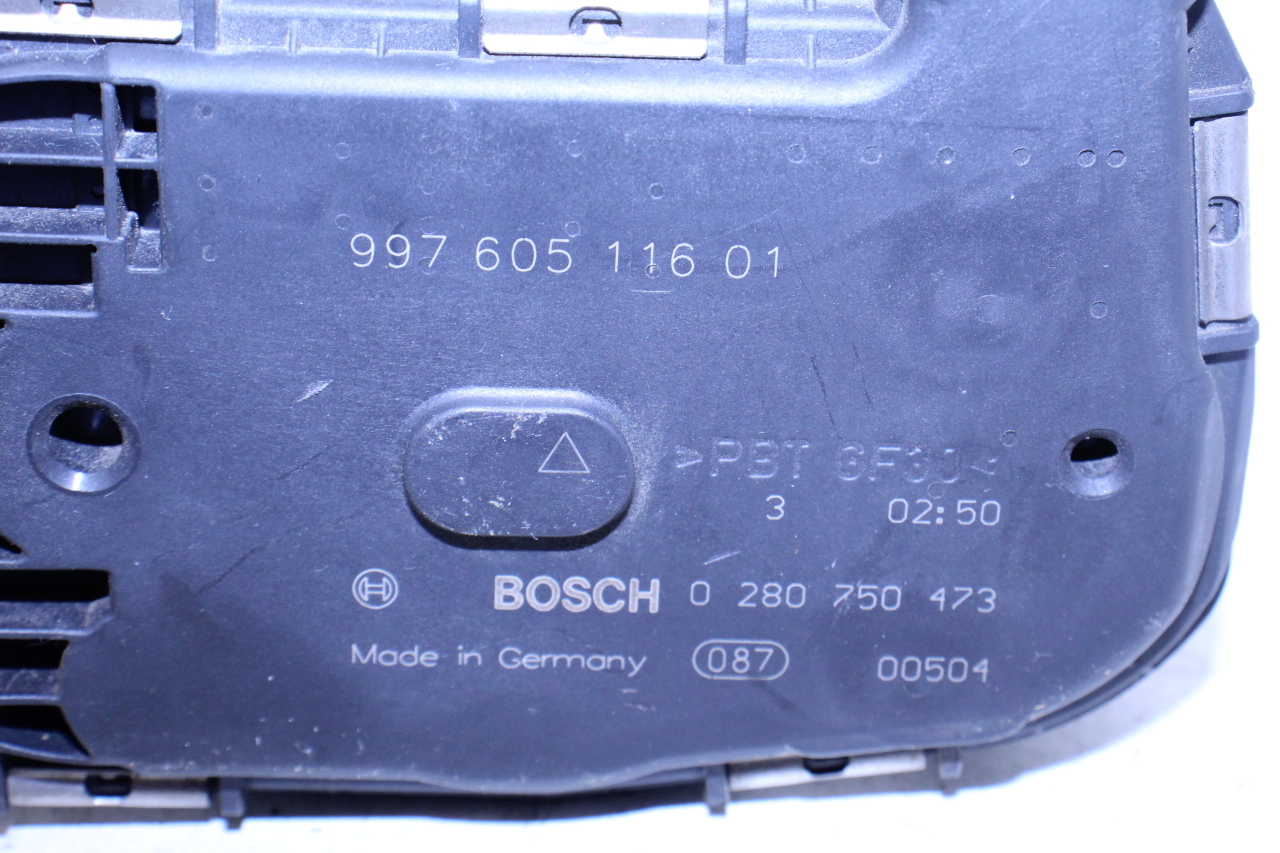 997 605 116 01
>PBT GF30<
3 02:50
BOSCH 0 280 750 473
Made in Germany 087 00504